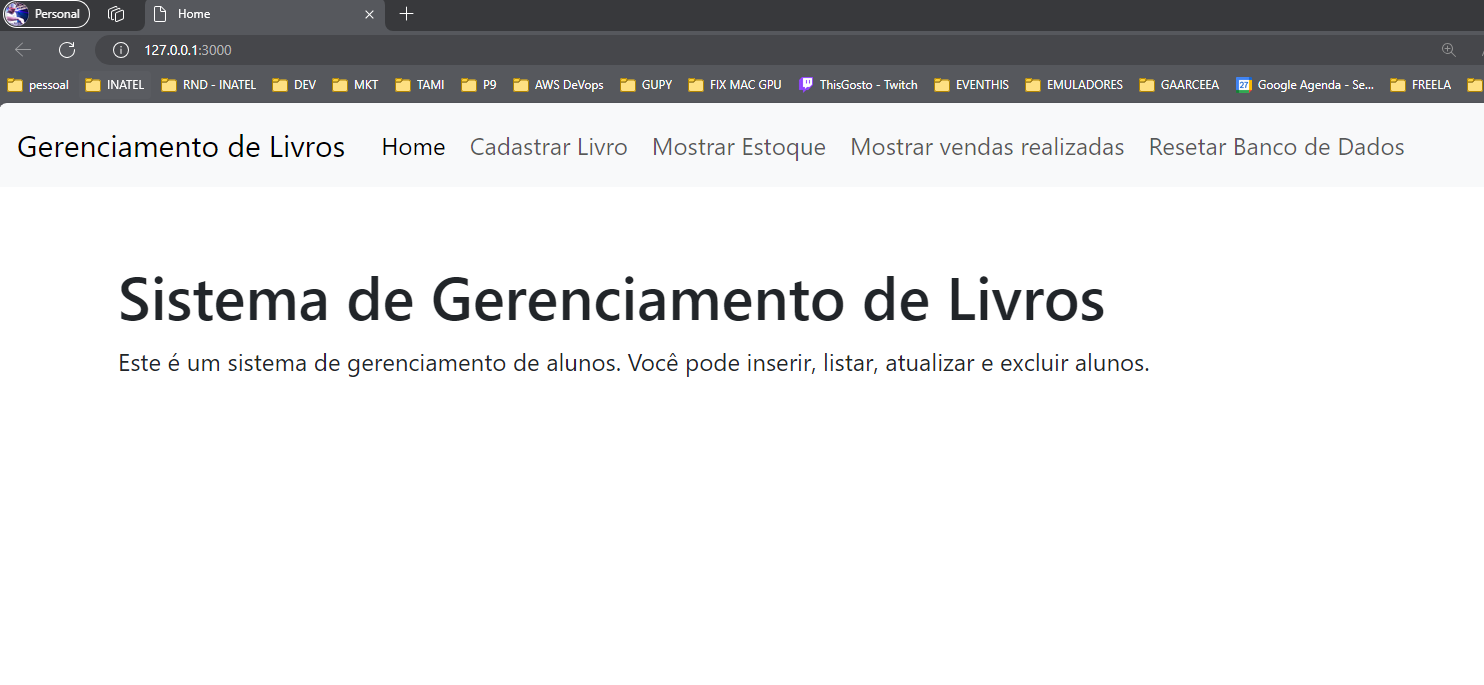 Personal
Home
127.0.0.1:3000
pessoal INATEL RND - INATEL DEV MKT TAMI P9 AWS DeVops GUPY FIX MAC GPU ThisGosto - Twitch EVENTHIS EMULADORES GAARCEEA 27 Google Agenda - Se... FREELA
Gerenciamento de Livros Home Cadastrar Livro Mostrar Estoque Mostrar vendas realizadas Resetar Banco de Dados
Sistema de Gerenciamento de Livros
Este é um sistema de gerenciamento de alunos. Você pode inserir, listar, atualizar e excluir alunos.